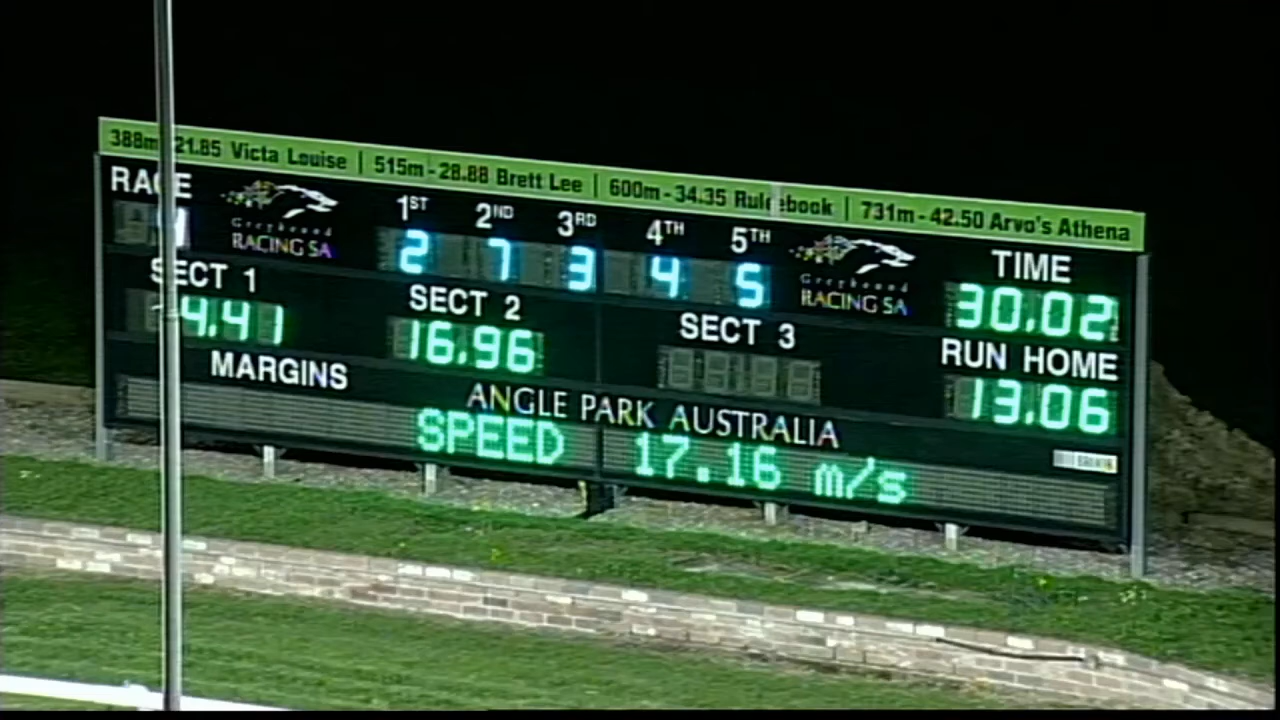 388m 21.85 Victa Louise | 515m - 28.88 Brett Lee | 600m - 34.35 Rulebook | 731m - 42.50 Arvo's Athena
RACE
Greyhound
RACING SA
1ST 2ND 3RD 4TH 5TH
2 7 3 4 5
Greyhound
RACING SA
TIME
30.02
SECT 1
4.41
SECT 2
16.96
SECT 3
RUN HOME
13.06
MARGINS
ANGLE PARK AUSTRALIA
SPEED 17.16 m/s